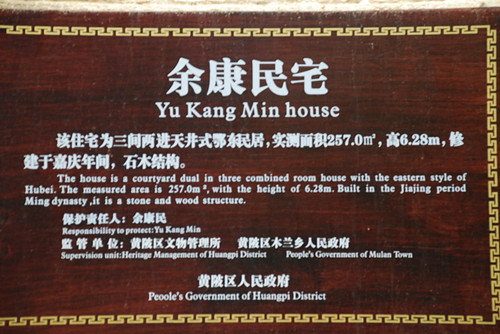 余康民宅
Yu Kang Min house
该住宅为三间两进天井式鄂东民居，实测面积257.0㎡，高6.28m，修
建于嘉庆年间，石木结构。
The house is a courtyard dual in three combined room house with the eastern style of
Hubei. The measured area is 257.0m², with the height of 6.28m. Built in the Jiajing period
Ming dynasty ,it is a stone and wood structure.
保护责任人：余康民
Responsibility to protect:Yu Kang Min
监 管 单 位：黄陂区文物管理所 黄陂区木兰乡人民政府
Supervision unit:Heritage Management of Huangpi District People's Government of Mulan Town
黄陂区人民政府
Peoole's Government of Huangpi District